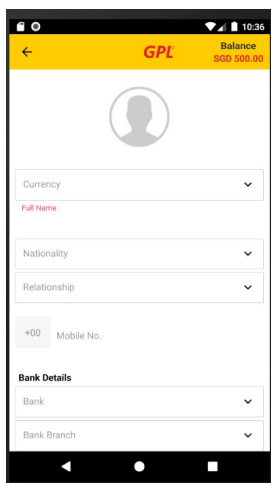 10:36
GPL
Balance
SGD 500.00
Currency
Full Name
Nationality
Relationship
+00 Mobile No.
Bank Details
Bank
Bank Branch